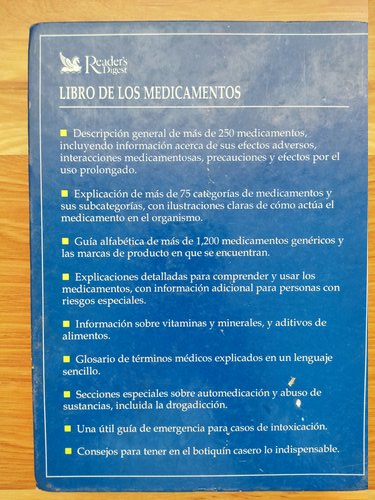 Reader's
Digest
LIBRO DE LOS MEDICAMENTOS
Descripción general de más de 250 medicamentos,
incluyendo información acerca de sus efectos adversos,
interacciones medicamentosas, precauciones y efectos por el
uso prolongado.
Explicación de más de 75 categorías de medicamentos y
sus subcategorías, con ilustraciones claras de cómo actúa el
medicamento en el organismo.
Guía alfabética de más de 1,200 medicamentos genéricos y
las marcas de producto en que se encuentran.
Explicaciones detalladas para comprender y usar los
medicamentos, con información adicional para personas con
riesgos especiales.
Información sobre vitaminas y minerales, y aditivos de
alimentos.
Glosario de términos médicos explicados en un lenguaje
sencillo.
Secciones especiales sobre automedicación y abuso de
sustancias, incluida la drogadicción.
Una útil guía de emergencia para casos de intoxicación.
Consejos para tener en el botiquín casero lo indispensable.